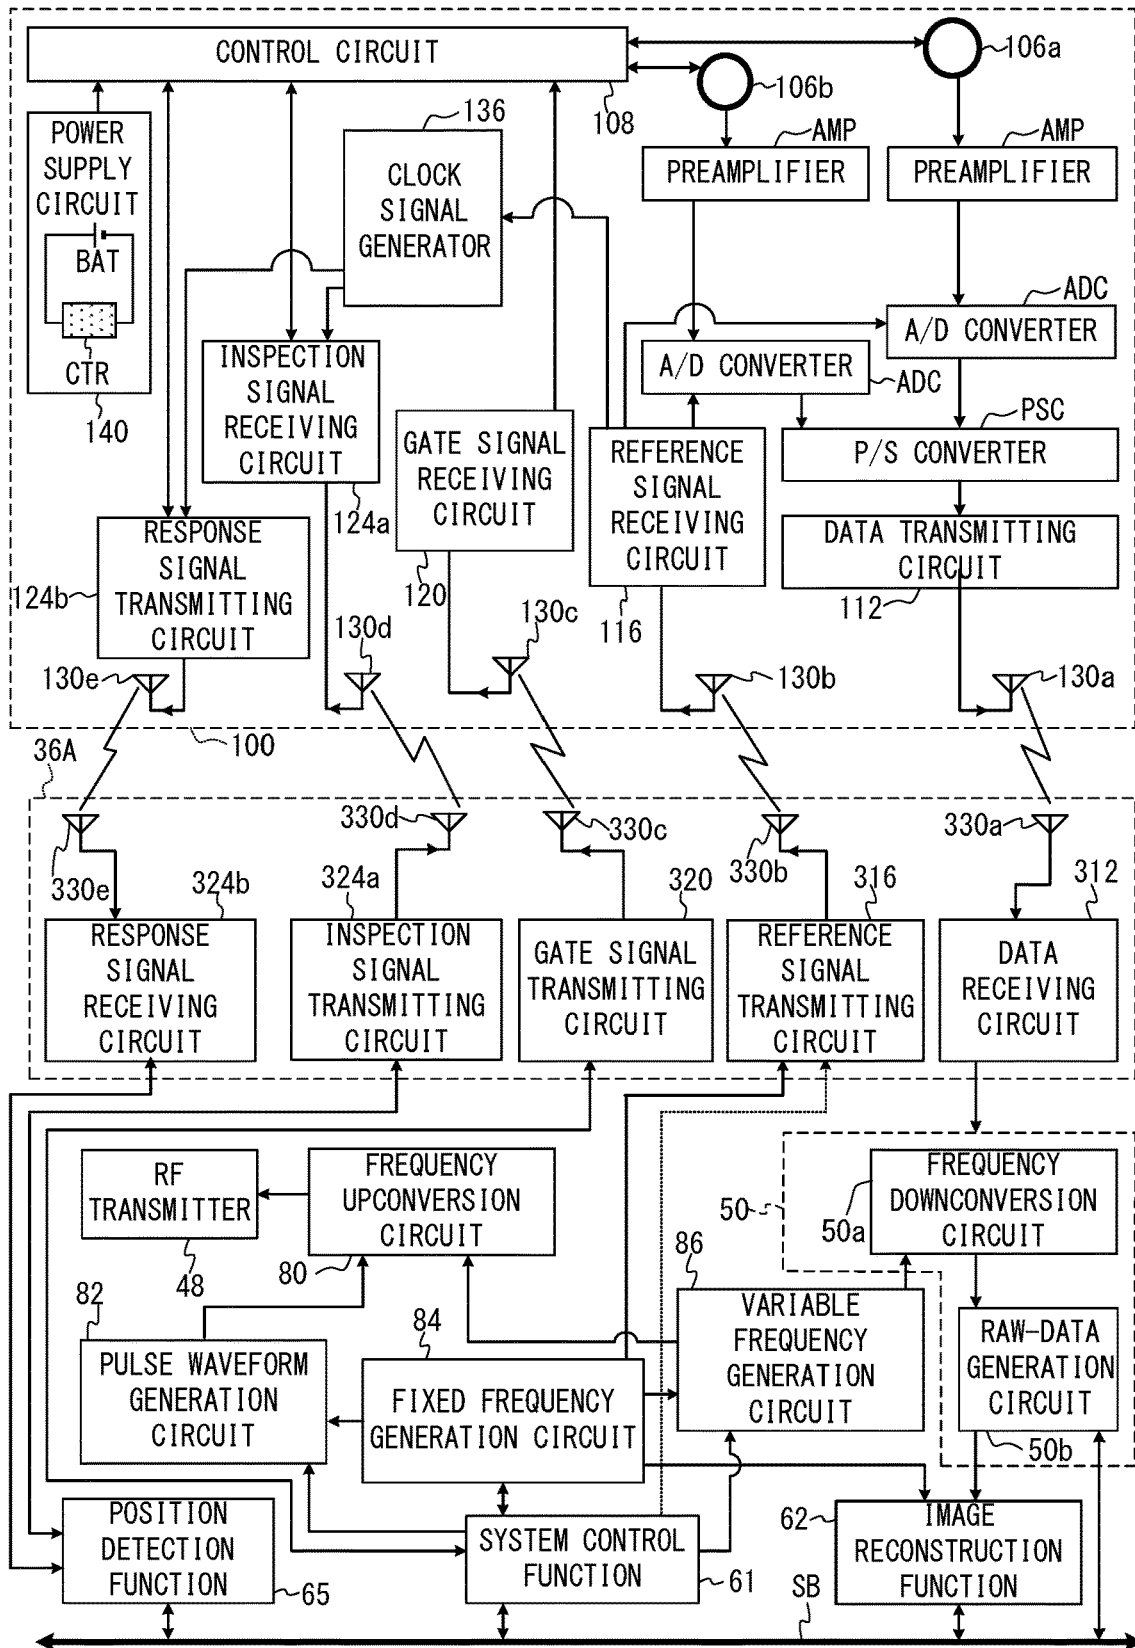 CONTROL CIRCUIT
106a
106b
108
136
AMP
AMP
POWER
SUPPLY
CIRCUIT
BAT
CTR
140
CLOCK
SIGNAL
GENERATOR
PREAMPLIFIER
PREAMPLIFIER
ADC
A/D CONVERTER
INSPECTION
SIGNAL
RECEIVING
CIRCUIT
124a
A/D CONVERTER
ADC
PSC
GATE SIGNAL
RECEIVING
CIRCUIT
120
REFERENCE
SIGNAL
RECEIVING
CIRCUIT
116
P/S CONVERTER
RESPONSE
SIGNAL
TRANSMITTING
CIRCUIT
124b
DATA TRANSMITTING
CIRCUIT
112
130e
130d
130c
130b
130a
100
36A
330e
330d
330c
330b
330a
324b
324a
320
316
312
RESPONSE
SIGNAL
RECEIVING
CIRCUIT
INSPECTION
SIGNAL
TRANSMITTING
CIRCUIT
GATE SIGNAL
TRANSMITTING
CIRCUIT
REFERENCE
SIGNAL
TRANSMITTING
CIRCUIT
DATA
RECEIVING
CIRCUIT
RF
TRANSMITTER
48
FREQUENCY
UPCONVERSION
CIRCUIT
80
50
50a
FREQUENCY
DOWNCONVERSION
CIRCUIT
86
82
84
VARIABLE
FREQUENCY
GENERATION
CIRCUIT
RAW-DATA
GENERATION
CIRCUIT
50b
PULSE WAVEFORM
GENERATION
CIRCUIT
FIXED FREQUENCY
GENERATION CIRCUIT
POSITION
DETECTION
FUNCTION
65
SYSTEM CONTROL
FUNCTION
61
62
IMAGE
RECONSTRUCTION
FUNCTION
SB